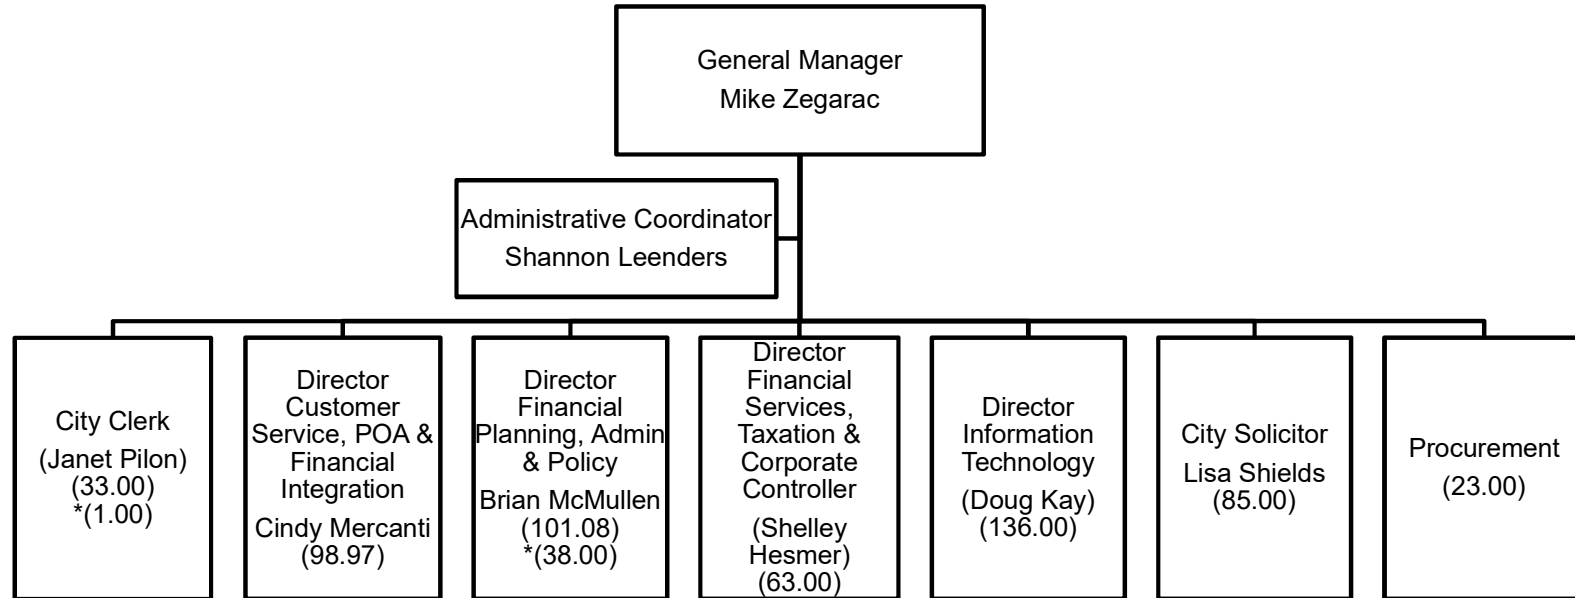 General Manager
Mike Zegarac
Administrative Coordinator
Shannon Leenders
City Clerk
(Janet Pilon)
(33.00)
*(1.00)
Director
Customer
Service, POA &
Financial
Integration
Cindy Mercanti
(98.97)
Director
Financial
Planning, Admin
& Policy
Brian McMullen
(101.08)
*(38.00)
Director
Financial
Services,
Taxation &
Corporate
Controller
(Shelley
Hesmer)
(63.00)
Director
Information
Technology
(Doug Kay)
(136.00)
City Solicitor
Lisa Shields
(85.00)
Procurement
(23.00)